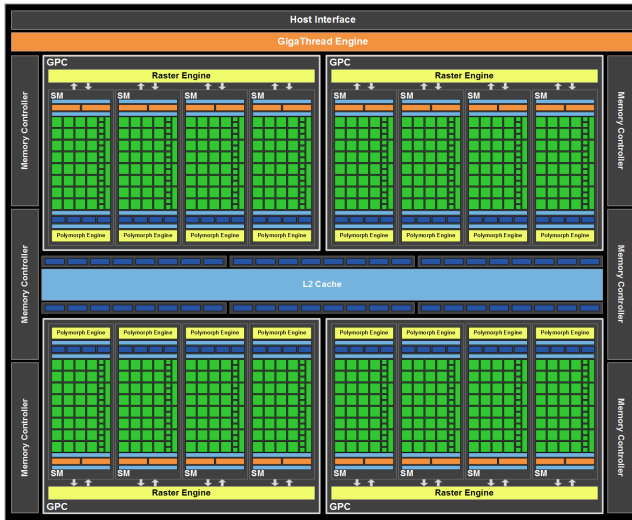 Host Interface
GigaThread Engine
GPC
GPC
Raster Engine
Raster Engine
SM
SM
SM
SM
SM
SM
SM
SM
Memory Controller
Memory Controller
Polymorph Engine
Polymorph Engine
Polymorph Engine
Polymorph Engine
Polymorph Engine
Polymorph Engine
Polymorph Engine
Polymorph Engine
Memory Controller
L2 Cache
Memory Controller
Polymorph Engine
Polymorph Engine
Polymorph Engine
Polymorph Engine
Polymorph Engine
Polymorph Engine
Polymorph Engine
Polymorph Engine
Memory Controller
Memory Controller
SM
SM
SM
SM
SM
SM
SM
SM
Raster Engine
Raster Engine
GPC
GPC